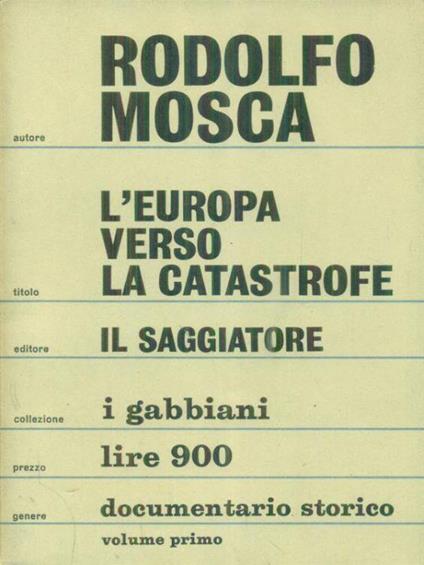 RODOLFO
autore MOSCA
L'EUROPA
VERSO
titolo LA CATASTROFE
editore IL SAGGIATORE
collezione i gabbiani
prezzo lire 900
genere documentario storico
volume primo